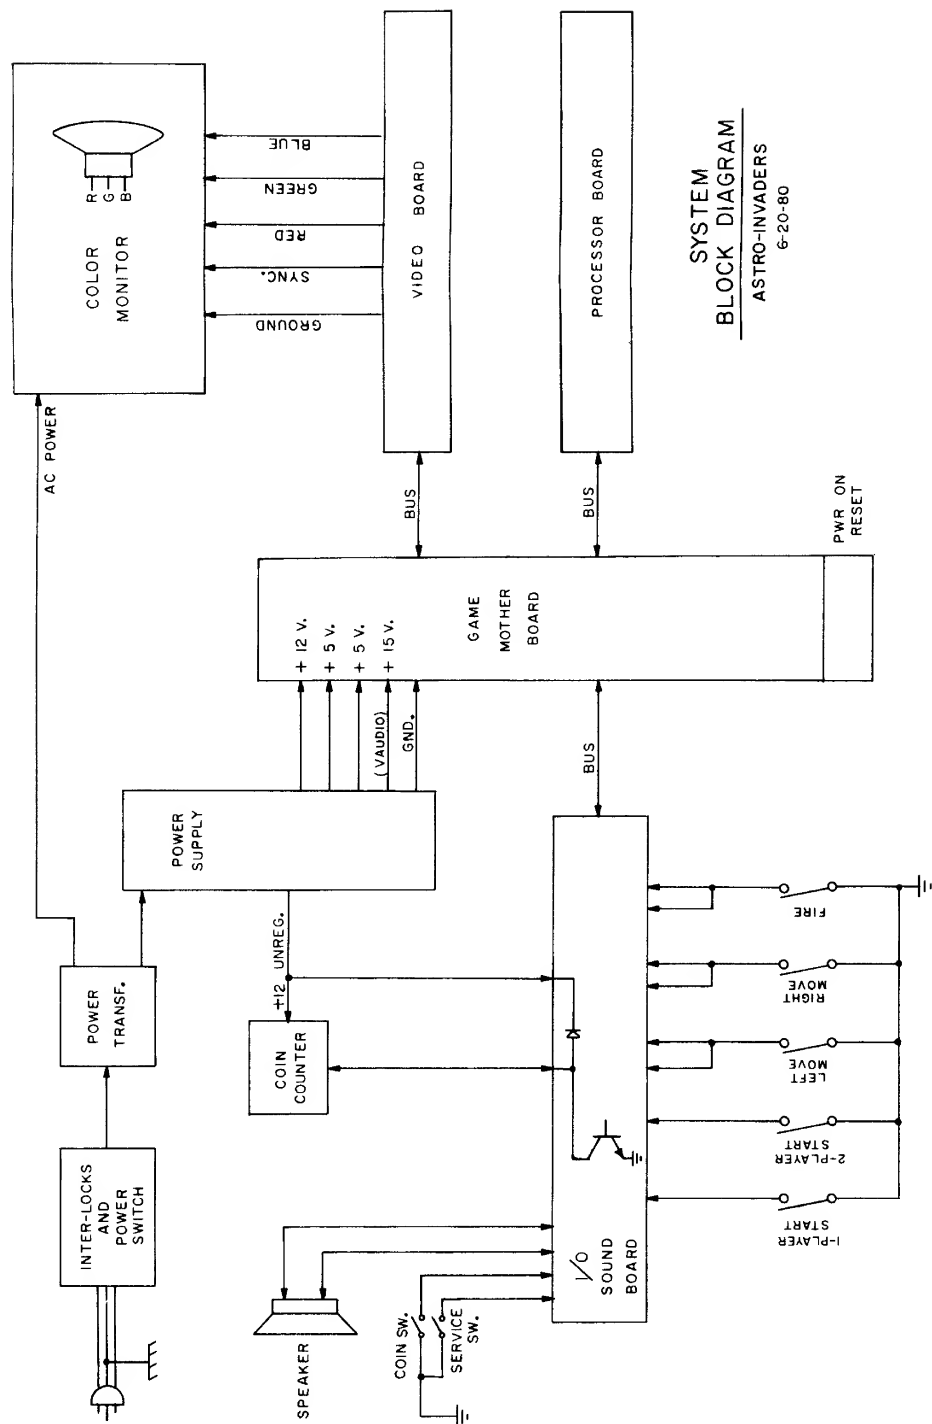 INTER-LOCKS
AND
POWER
SWITCH
POWER
TRANSF.
AC POWER
COLOR
MONITOR
R
G
B
POWER
SUPPLY
+12 UNREG.
COIN
COUNTER
+ 12 V.
+ 5 V.
+ 5 V.
(VAUDIO)
+ 15 V.
GND.
GAME
MOTHER
BOARD
PWR ON
RESET
GROUND
SYNC.
RED
GREEN
BLUE
BUS
VIDEO BOARD
BUS
PROCESSOR BOARD
BUS
SPEAKER
COIN SW.
SERVICE
SW.
I/O
SOUND
BOARD
1-PLAYER
START
2-PLAYER
START
LEFT
MOVE
RIGHT
MOVE
FIRE
SYSTEM
BLOCK DIAGRAM
ASTRO-INVADERS
6-20-80